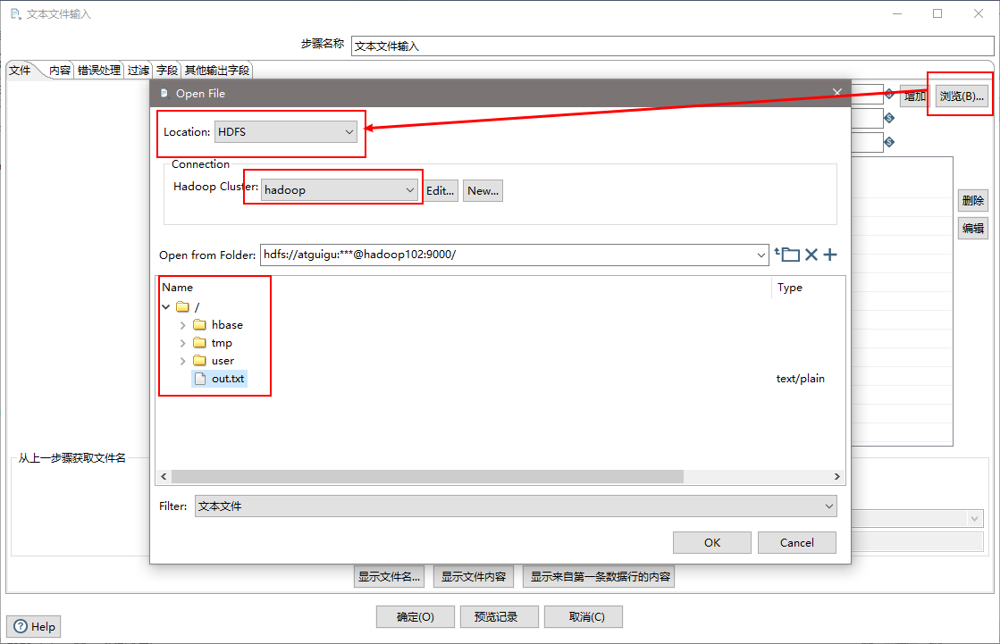 文本文件输入
步骤名称 文本文件输入
文件 内容 错误处理 过滤 字段 其他输出字段
Open File
增加 浏览(B)...
Location: HDFS
Connection
Hadoop Cluster: hadoop Edit... New...
删除
编辑
Open from Folder: hdfs://atguigu:***@hadoop102:9000/
Name Type
/
hbase
tmp
user
out.txt text/plain
从上一步骤获取文件名
Filter: 文本文件
OK Cancel
显示文件名... 显示文件内容 显示来自第一条数据行的内容
确定(O) 预览记录 取消(C)
Help